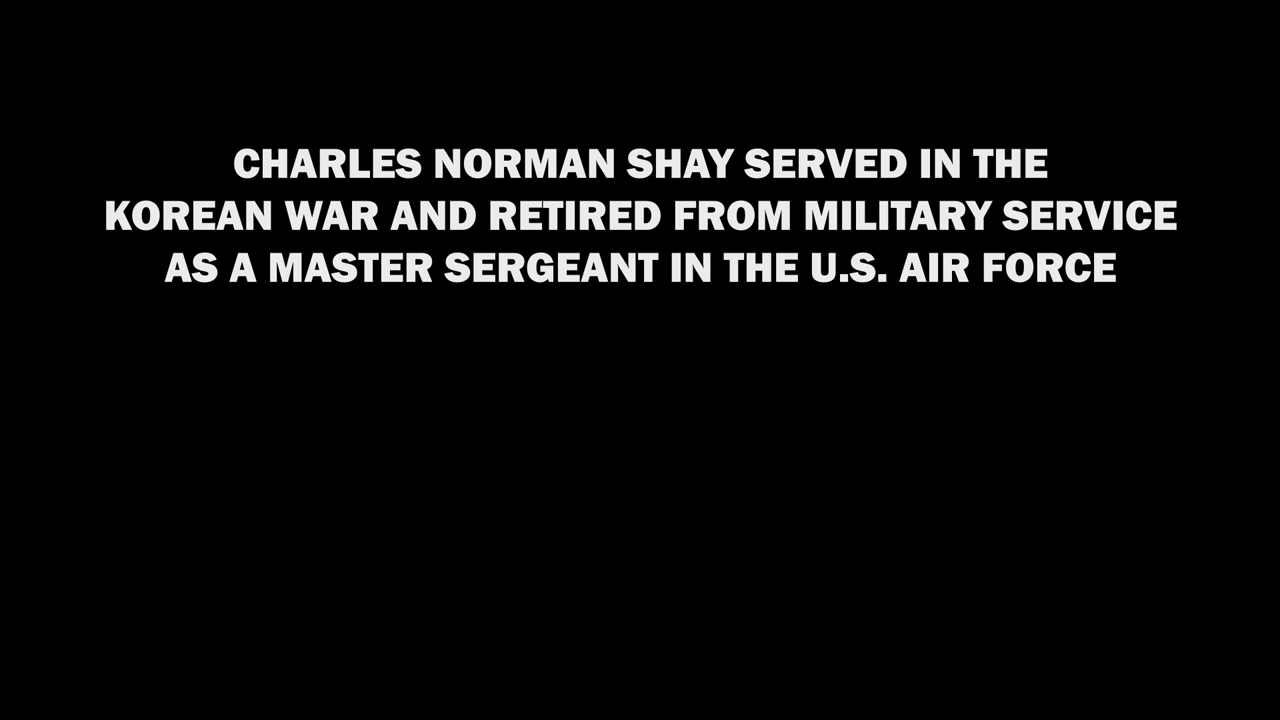 CHARLES NORMAN SHAY SERVED IN THE
KOREAN WAR AND RETIRED FROM MILITARY SERVICE
AS A MASTER SERGEANT IN THE U.S. AIR FORCE